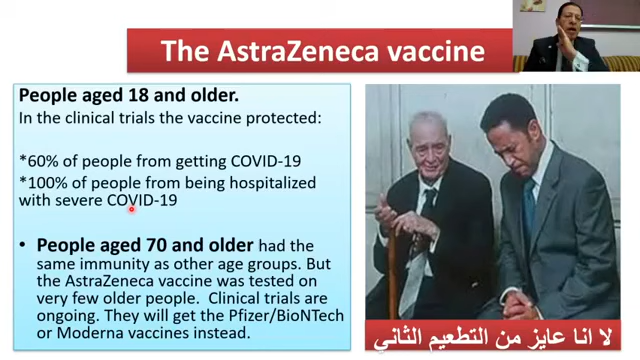 The AstraZeneca vaccine
People aged 18 and older.
In the clinical trials the vaccine protected:
*60% of people from getting COVID-19
*100% of people from being hospitalized
with severe COVID-19
• People aged 70 and older had the
same immunity as other age groups. But
the AstraZeneca vaccine was tested on
very few older people. Clinical trials are
ongoing. They will get the Pfizer/BioNTech
or Moderna vaccines instead.
لا انا عايز من التطعيم الثاني